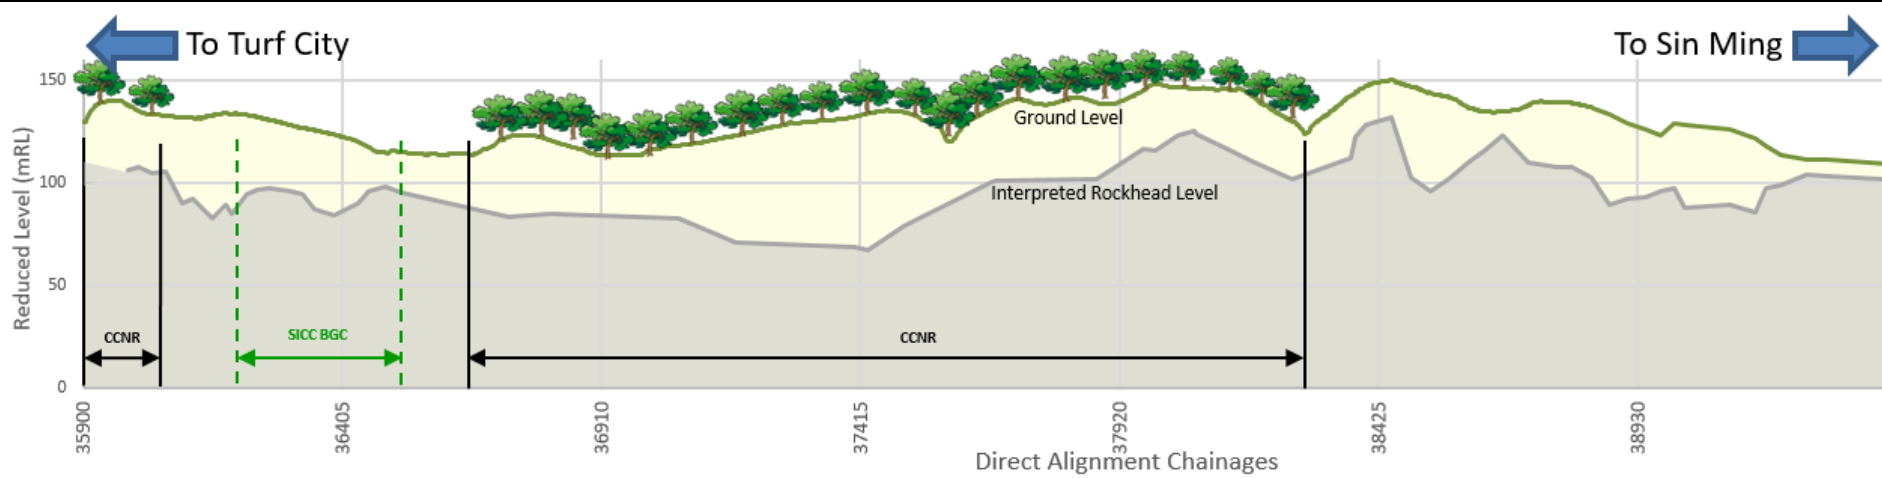 To Turf City
To Sin Ming
Reduced Level (mRL)
150
100
50
0
Ground Level
Interpreted Rockhead Level
CCNR
SICC BGC
CCNR
35900
36405
36910
37415
37920
38425
38930
Direct Alignment Chainages